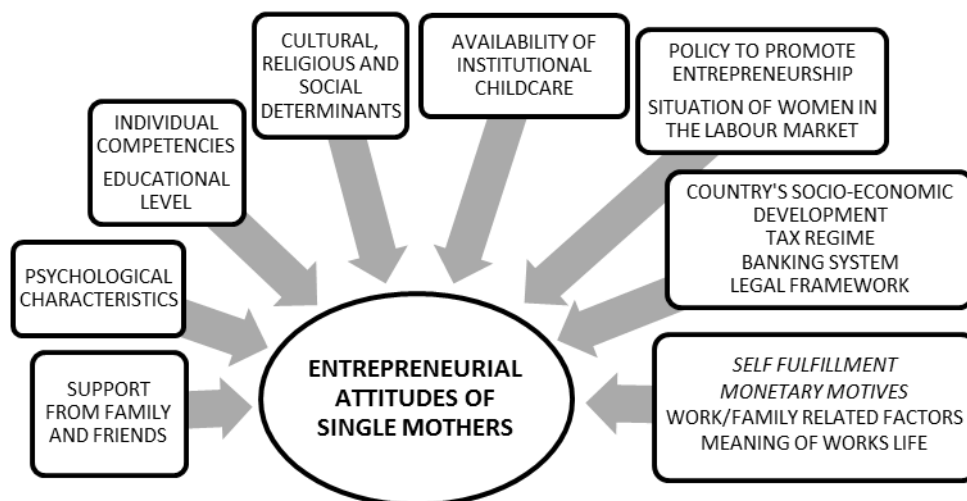 CULTURAL,
RELIGIOUS AND
SOCIAL
DETERMINANTS
AVAILABILITY OF
INSTITUTIONAL
CHILDCARE
POLICY TO PROMOTE
ENTREPRENEURSHIP
SITUATION OF WOMEN IN
THE LABOUR MARKET
INDIVIDUAL
COMPETENCIES
EDUCATIONAL
LEVEL
COUNTRY'S SOCIO-ECONOMIC
DEVELOPMENT
TAX REGIME
BANKING SYSTEM
LEGAL FRAMEWORK
PSYCHOLOGICAL
CHARACTERISTICS
SUPPORT
FROM FAMILY
AND FRIENDS
ENTREPRENEURIAL
ATTITUDES OF
SINGLE MOTHERS
SELF FULFILLMENT
MONETARY MOTIVES
WORK/FAMILY RELATED FACTORS
MEANING OF WORKS LIFE